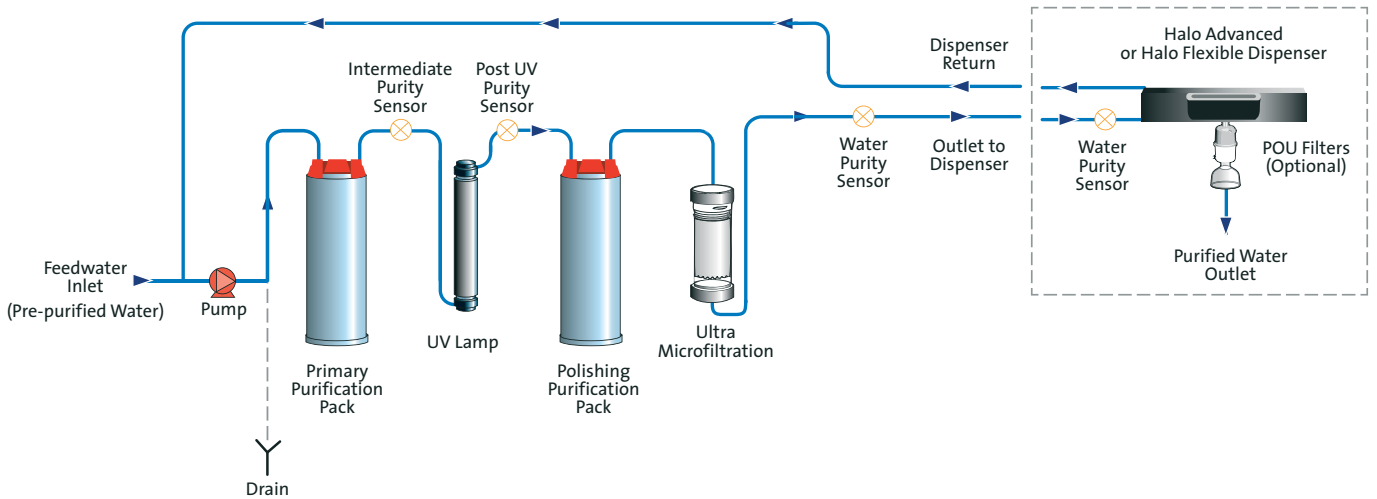 Halo Advanced
or Halo Flexible Dispenser
Dispenser
Return
Intermediate
Purity
Sensor
Post UV
Purity
Sensor
Water
Purity
Sensor
Outlet to
Dispenser
Water
Purity
Sensor
POU Filters
(Optional)
Purified Water
Outlet
Feedwater
Inlet
(Pre-purified Water)
Pump
UV Lamp
Ultra
Microfiltration
Primary
Purification
Pack
Polishing
Purification
Pack
Drain